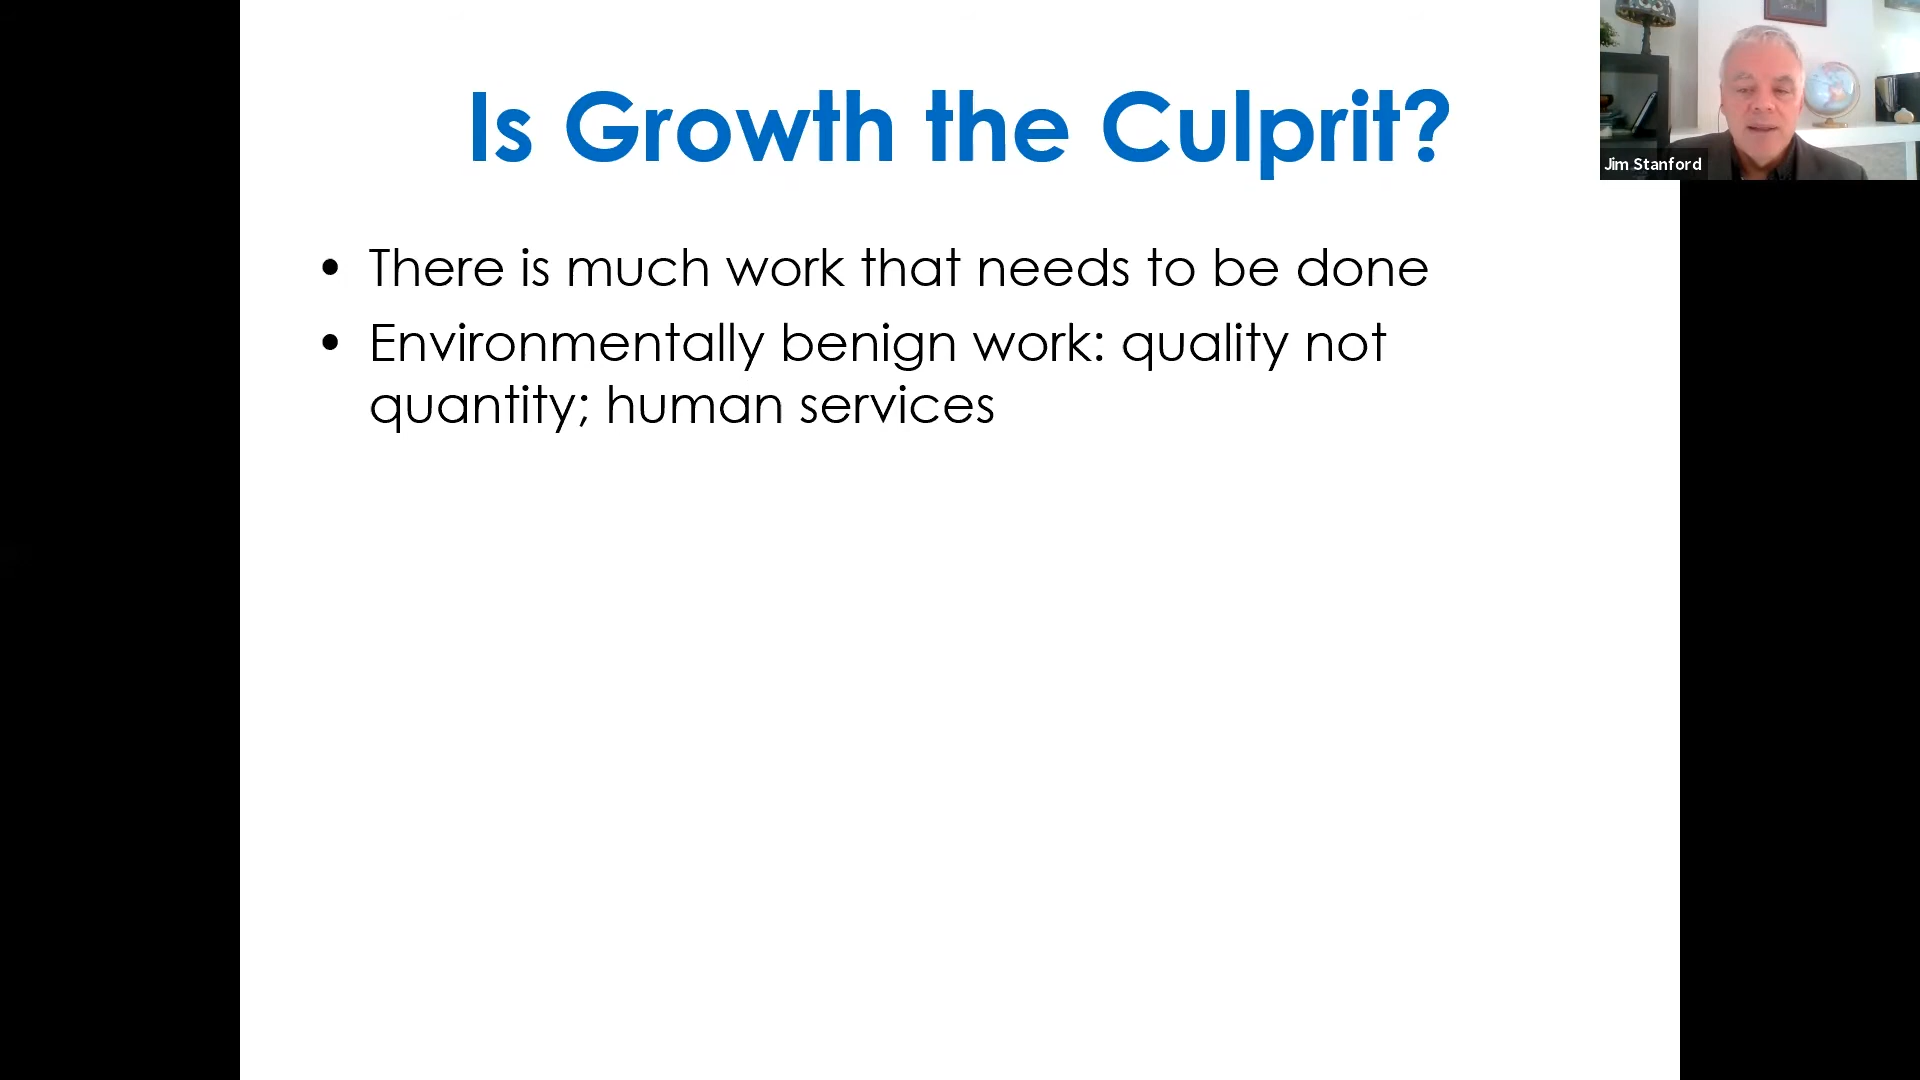 Is Growth the Culprit?
Jim Stanford
• There is much work that needs to be done
• Environmentally benign work: quality not
quantity; human services